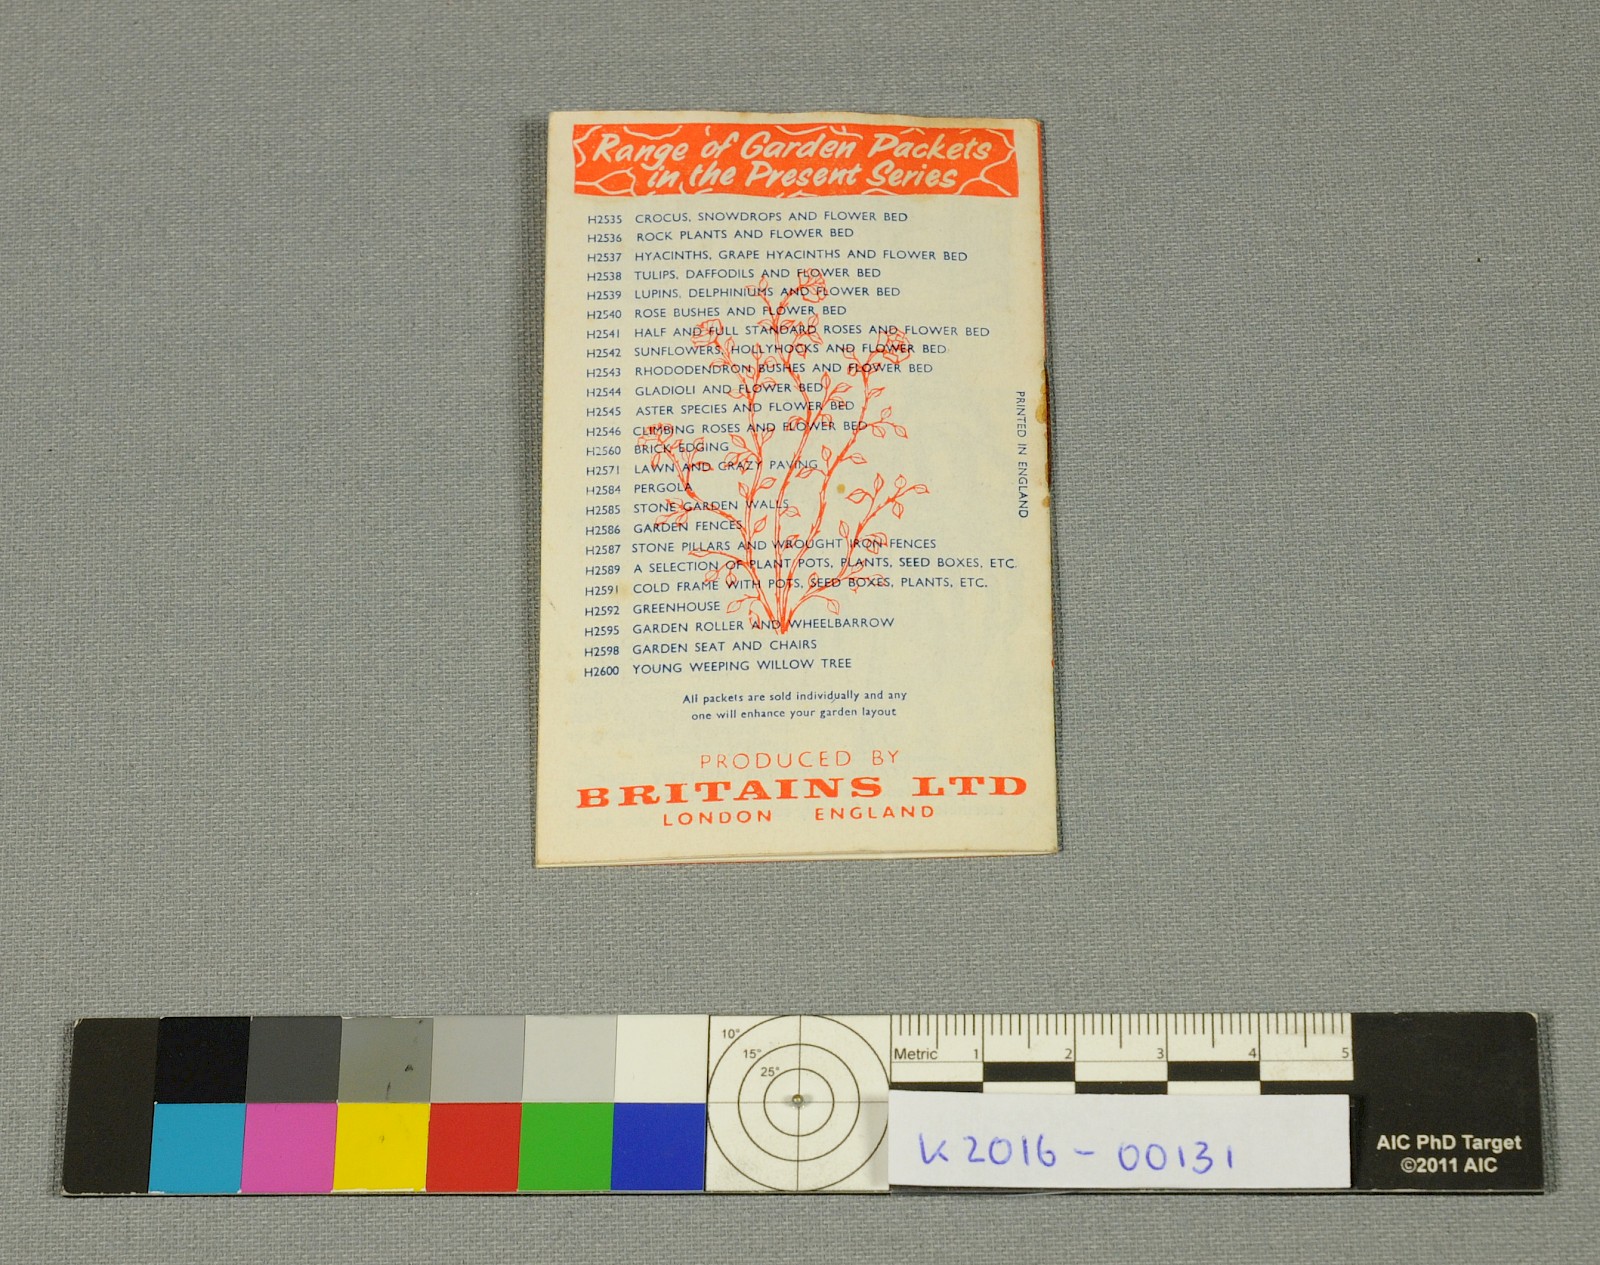 Range of Garden Packets
in the Present Series
H2535 CROCUS, SNOWDROPS AND FLOWER BED
H2536 ROCK PLANTS AND FLOWER BED
H2537 HYACINTHS, GRAPE HYACINTHS AND FLOWER BED
H2538 TULIPS, DAFFODILS AND FLOWER BED
H2539 LUPINS, DELPHINIUMS AND FLOWER BED
H2540 ROSE BUSHES AND FLOWER BED
H2541 HALF AND FULL STANDARD ROSES AND FLOWER BED
H2542 SUNFLOWERS, HOLLYHOCKS AND FLOWER BED
H2543 RHODODENDRON BUSHES AND FLOWER BED
H2544 GLADIOLI AND FLOWER BED
H2545 ASTER SPECIES AND FLOWER BED
H2546 CLIMBING ROSES AND FLOWER BED
H2560 BRICK EDGING
H2571 LAWN AND CRAZY PAVING
H2584 PERGOLA
H2585 STONE GARDEN WALLS
H2586 GARDEN FENCES
H2587 STONE PILLARS AND WROUGHT IRON FENCES
H2589 A SELECTION OF PLANT POTS, PLANTS, SEED BOXES, ETC.
H2591 COLD FRAME WITH POTS, SEED BOXES, PLANTS, ETC.
H2592 GREENHOUSE
H2595 GARDEN ROLLER AND WHEELBARROW
H2598 GARDEN SEAT AND CHAIRS
H2600 YOUNG WEEPING WILLOW TREE
All packets are sold individually and any
one will enhance your garden layout
PRODUCED BY
BRITAINS LTD
LONDON ENGLAND
PRINTED IN ENGLAND
10°
15°
25°
Metric 1 2 3 4 5
K2016-00131
AIC PhD Target
©2011 AIC